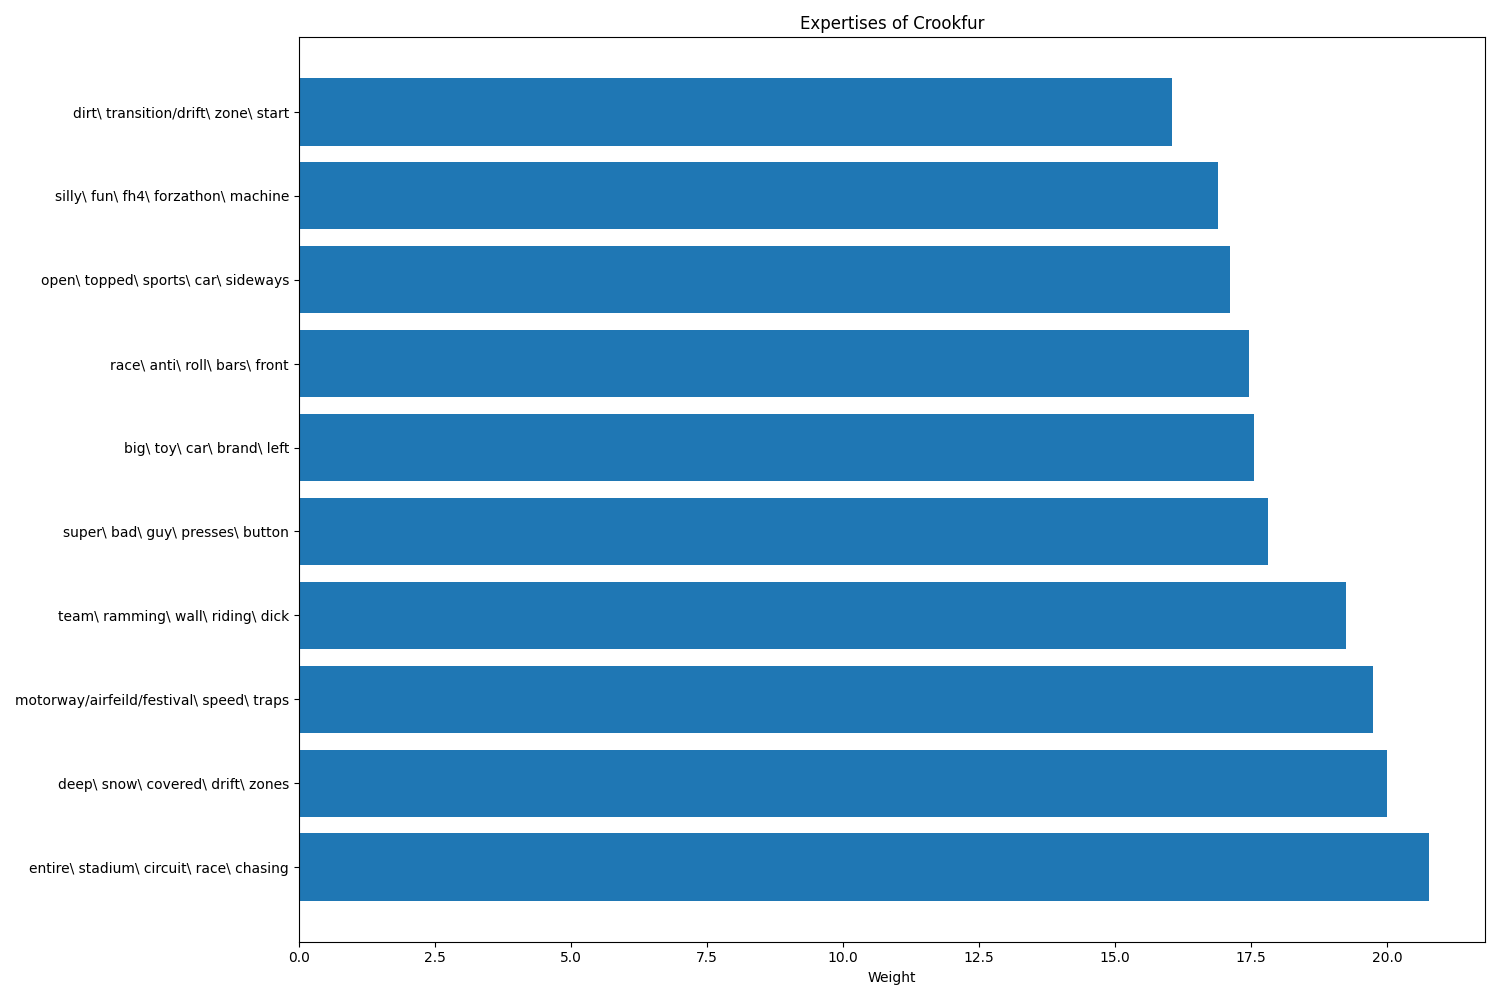 Expertises of Crookfur
dirt\ transition/drift\ zone\ start
silly\ fun\ fh4\ forzathon\ machine
open\ topped\ sports\ car\ sideways
race\ anti\ roll\ bars\ front
big\ toy\ car\ brand\ left
super\ bad\ guy\ presses\ button
team\ ramming\ wall\ riding\ dick
motorway/airfeild/festival\ speed\ traps
deep\ snow\ covered\ drift\ zones
entire\ stadium\ circuit\ race\ chasing
0.0 2.5 5.0 7.5 10.0 12.5 15.0 17.5 20.0
Weight